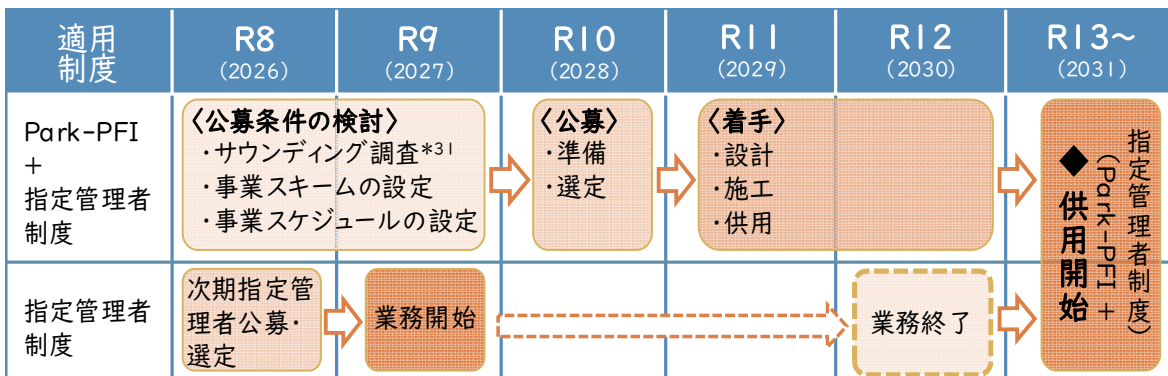 適用
制度
R8
(2026)
R9
(2027)
R10
(2028)
R11
(2029)
R12
(2030)
R13～
(2031)
Park-PFI
+
指定管理者
制度
〈公募条件の検討〉
・サウンディング調査*31
・事業スキームの設定
・事業スケジュールの設定
〈公募〉
・準備
・選定
〈着手〉
・設計
・施工
・供用
◆供用開始
(Park-PFI +
指定管理者制度)
指定管理者
制度
次期指定管
理者公募・
選定
業務開始
業務終了